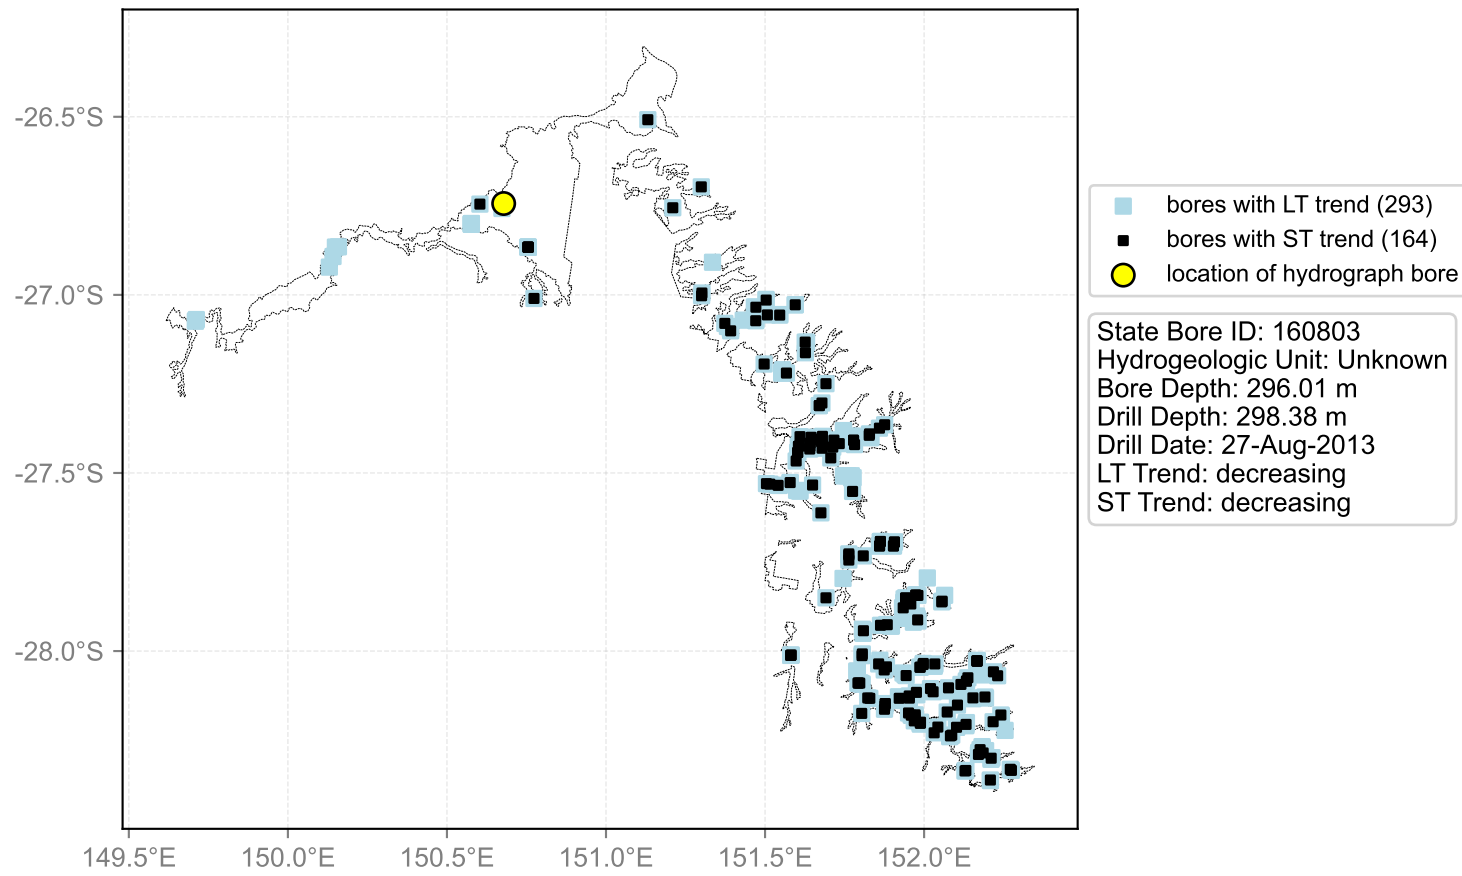 -26.5°S
-27.0°S
-27.5°S
-28.0°S
149.5°E
150.0°E
150.5°E
151.0°E
151.5°E
152.0°E
bores with LT trend (293)
bores with ST trend (164)
location of hydrograph bore
State Bore ID: 160803
Hydrogeologic Unit: Unknown
Bore Depth: 296.01 m
Drill Depth: 298.38 m
Drill Date: 27-Aug-2013
LT Trend: decreasing
ST Trend: decreasing